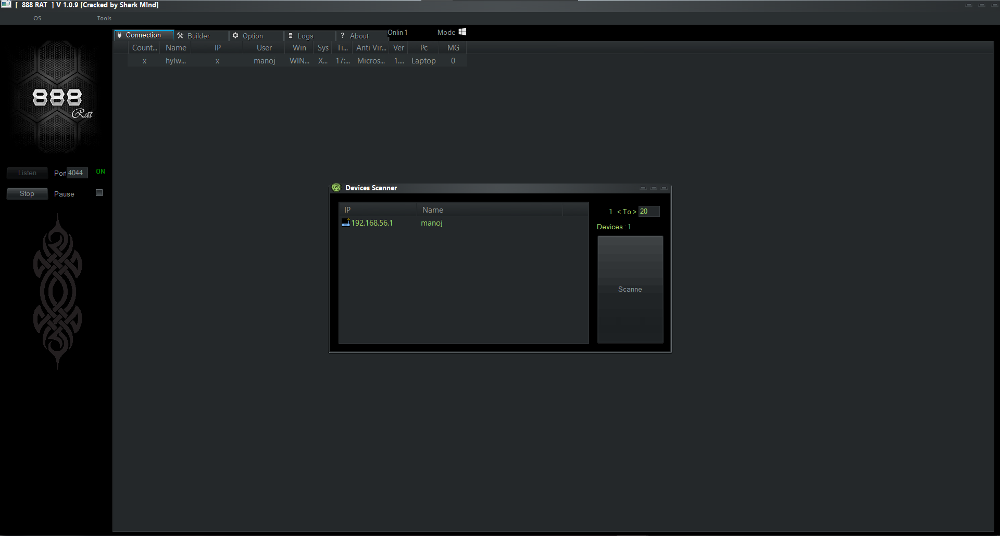 [ 888 RAT ] V 1.0.9 [Cracked by Shark M!nd]
OS Tools
Connection Builder Option Logs ? About Onlin 1 Mode
Count... Name IP User Win Sys Ti... Anti Vir... Ver Pc MG
x hylw... x manoj WIN... X... 17:... Micros... 1.... Laptop 0
888
Rat
Listen Port 4044 ON
Stop Pause
Devices Scanner
IP Name
192.168.56.1 manoj
1 < To > 20
Devices : 1
Scanne